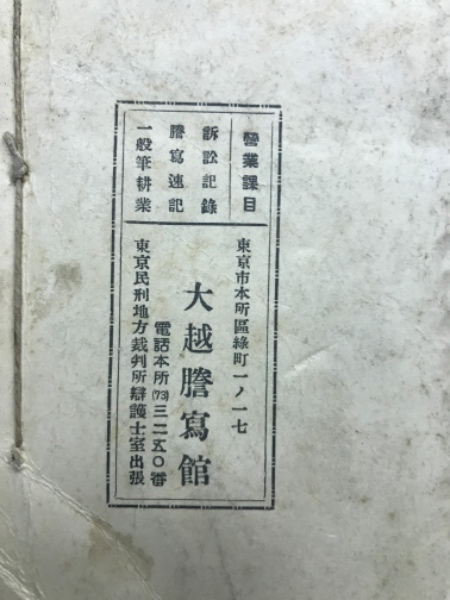 營業課目
訴訟記錄
謄寫速記
一般筆耕業
東京市本所區綠町一ノ一七
大越謄寫館
電話本所(73)三二五〇番
東京民刑地方裁判所辯護士室出張